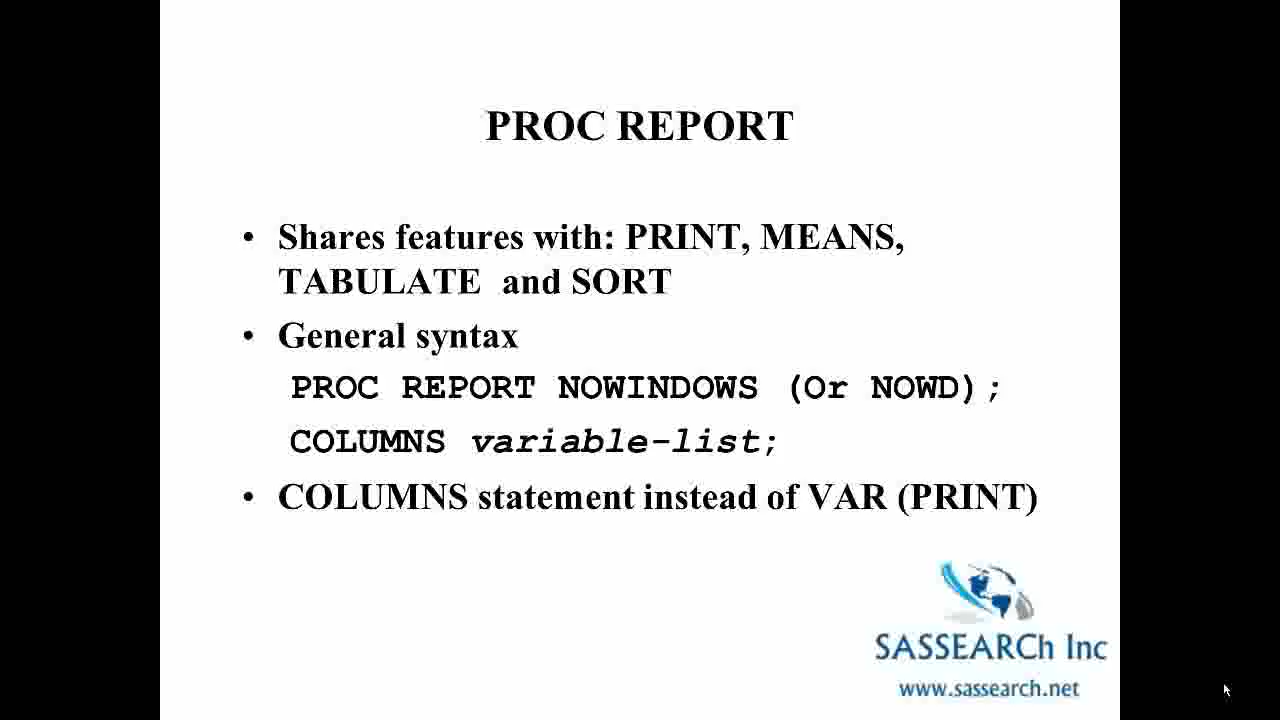 PROC REPORT
• Shares features with: PRINT, MEANS,
TABULATE and SORT
• General syntax
PROC REPORT NOWINDOWS (Or NOWD);
COLUMNS variable-list;
• COLUMNS statement instead of VAR (PRINT)
SASSEARCh Inc
www.sassearch.net